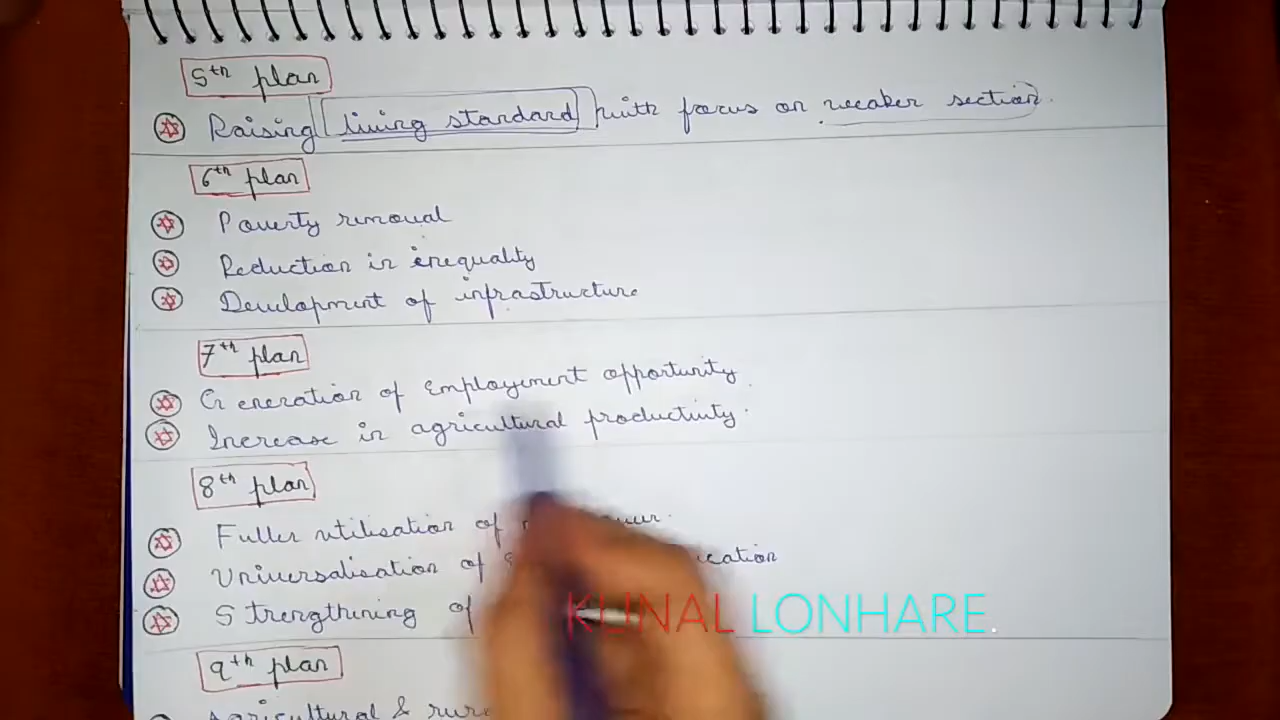 5th plan
Raising living standard with focus on weaker section.
6th plan
Poverty removal
Reduction in inequality
Development of infrastructure
7th plan
Generation of Employement opportunity.
Increase in agricultural productivity.
8th plan
Fuller utilisation of
Universalisation of
Strengthining of
KUNAL LONHARE.
9th plan
Agricultural &